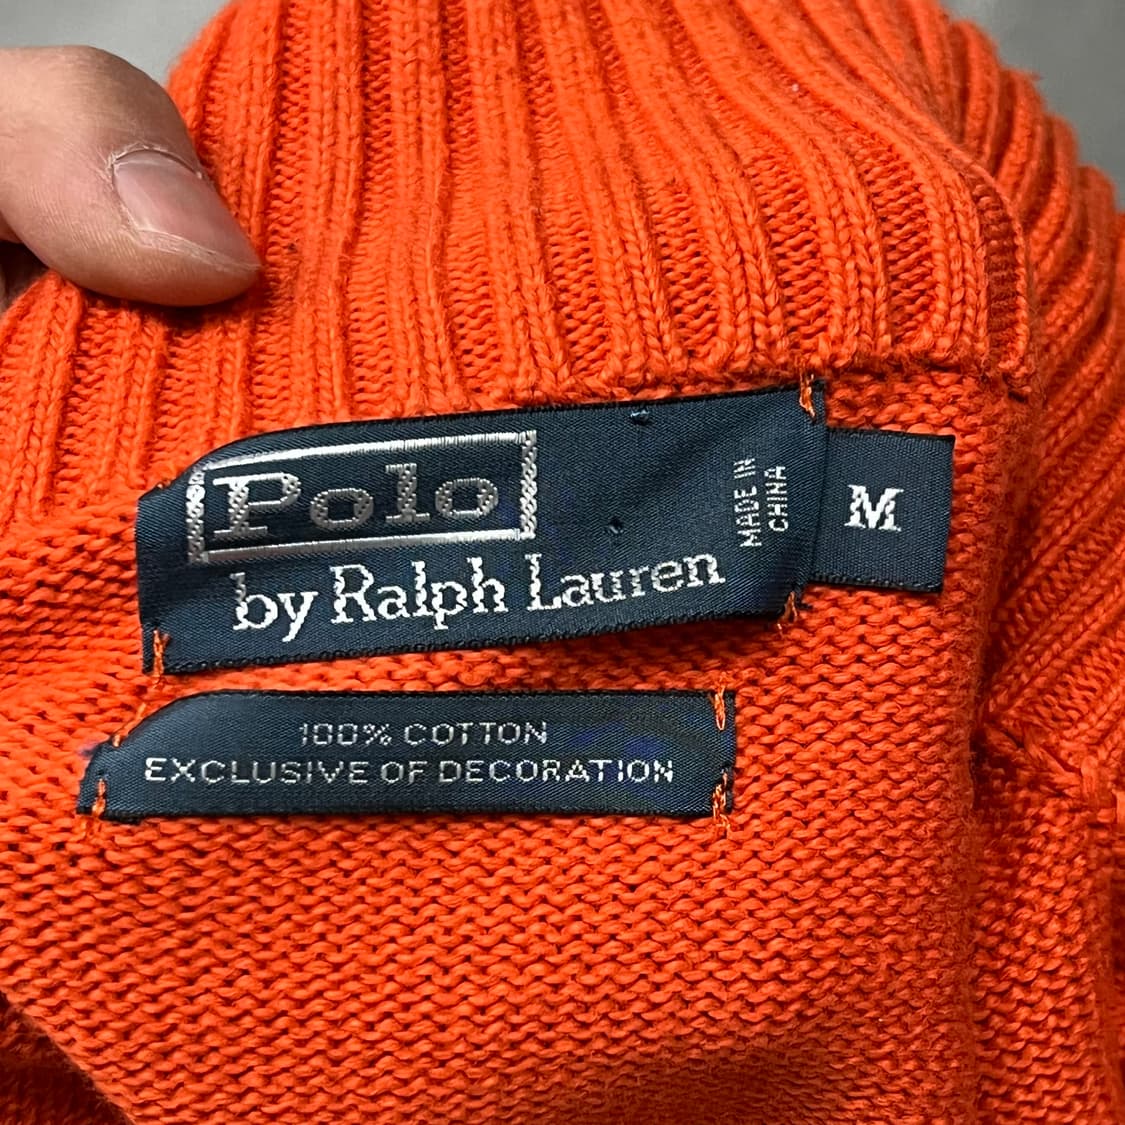 Polo
by Ralph Lauren
MADE IN
CHINA
M
100% COTTON
EXCLUSIVE OF DECORATION